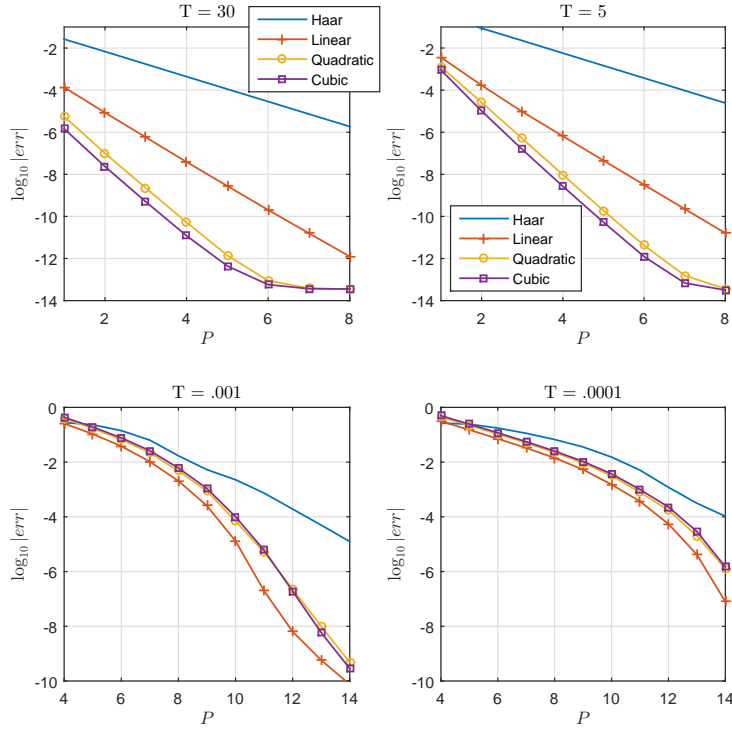 T = 30
Haar
Linear
Quadratic
Cubic
log10 |err|
-2
-4
-6
-8
-10
-12
-14
2
4
6
8
P
T = 5
log10 |err|
-2
-4
-6
-8
-10
-12
-14
Haar
Linear
Quadratic
Cubic
2
4
6
8
P
T = .001
log10 |err|
0
-2
-4
-6
-8
-10
4
6
8
10
12
14
P
T = .0001
log10 |err|
0
-2
-4
-6
-8
-10
4
6
8
10
12
14
P